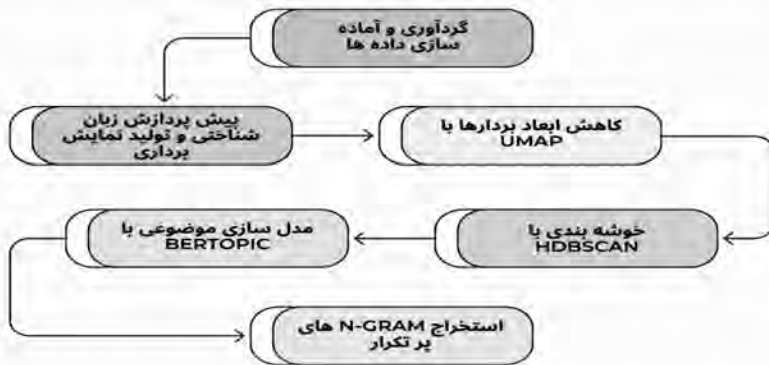 گردآوری و آماده
سازی داده ها
پیش پردازش زبان
شناختی و تولید نمایش
برداری
کاهش ابعاد بردارها با
UMAP
خوشه بندی با
HDBSCAN
مدل سازی موضوعی با
BERTOPIC
استخراج N-GRAM های
پر تکرار